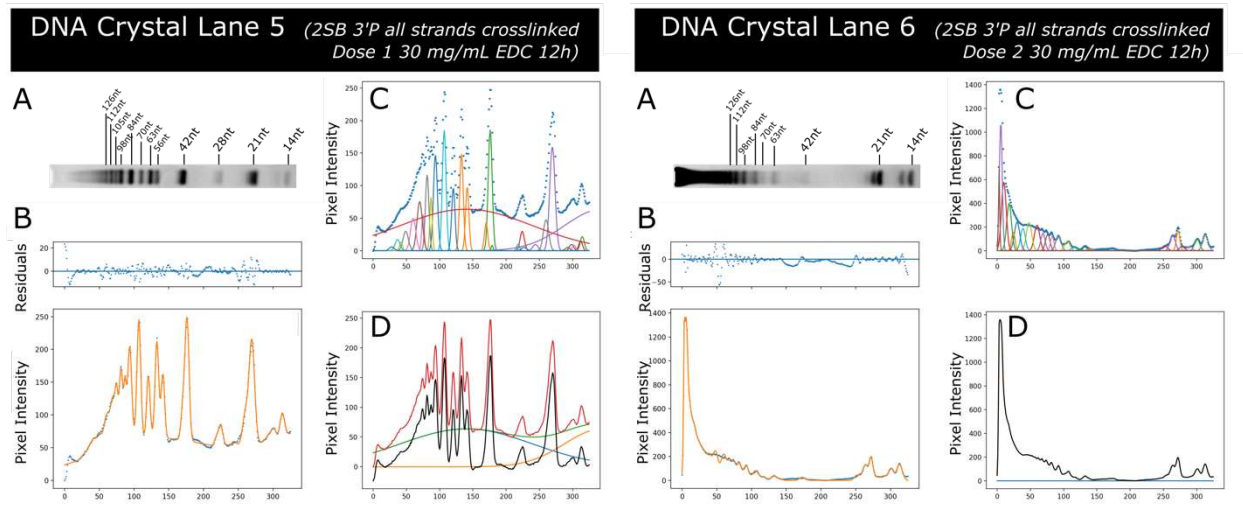 DNA Crystal Lane 5 (2SB 3'P all strands crosslinked
Dose 1 30 mg/mL EDC 12h)
A
126nt
112nt
105nt
98nt
84nt
70nt
63nt
56nt
42nt
28nt
21nt
14nt
B
Residuals
20
0
Pixel Intensity
250
200
150
100
50
0
0 50 100 150 200 250 300
C
Pixel Intensity
250
200
150
100
50
0
0 50 100 150 200 250 300
D
Pixel Intensity
250
200
150
100
50
0
0 50 100 150 200 250 300
DNA Crystal Lane 6 (2SB 3'P all strands crosslinked
Dose 2 30 mg/mL EDC 12h)
A
126nt
112nt
98nt
84nt
70nt
63nt
42nt
21nt
14nt
B
Residuals
0
−50
Pixel Intensity
1400
1200
1000
800
600
400
200
0
0 50 100 150 200 250 300
C
Pixel Intensity
1200
1000
800
600
400
200
0
0 50 100 150 200 250 300
D
Pixel Intensity
1400
1200
1000
800
600
400
200
0
0 50 100 150 200 250 300